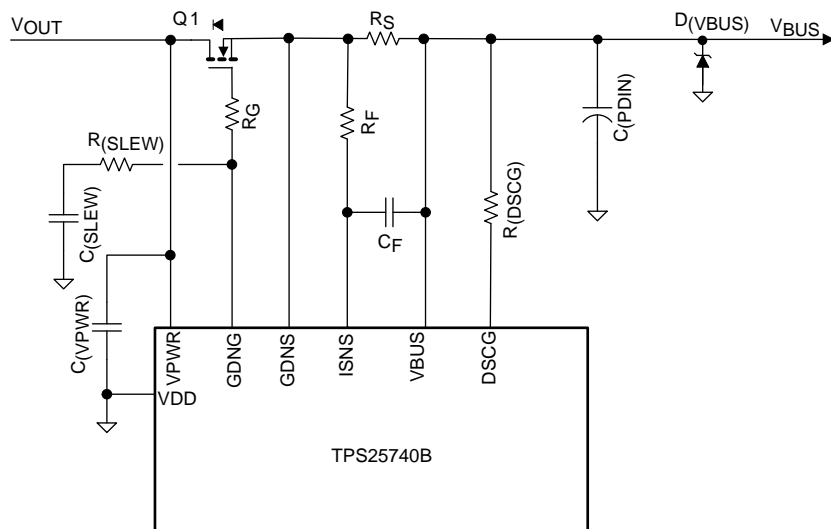 VOUT
Q1
RS
D(VBUS)
VBUS
RG
RF
C(PDIN)
R(SLEW)
C(SLEW)
R(DSCG)
CF
C(VPWR)
VPWR
GDNG
GDNS
ISNS
VBUS
DSCG
VDD
TPS25740B